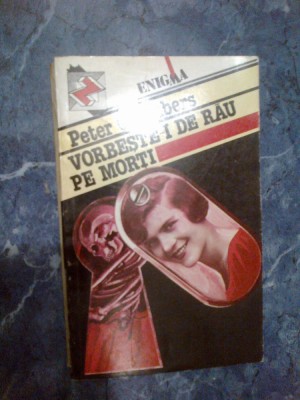 ENIGMA
Peter
VORBEȘTE-I DE RĂU
PE MORȚI